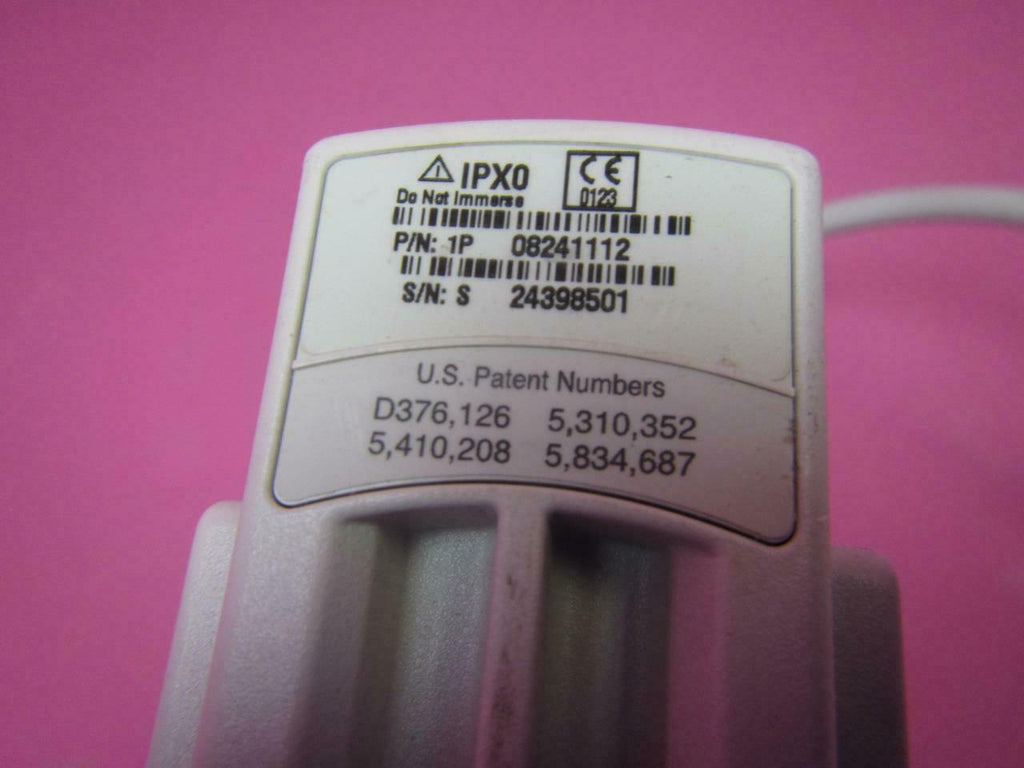 IPX0 CE
Do Not Immerse 0123
P/N: 1P 08241112
S/N: S 24398501
U.S. Patent Numbers
D376,126 5,310,352
5,410,208 5,834,687